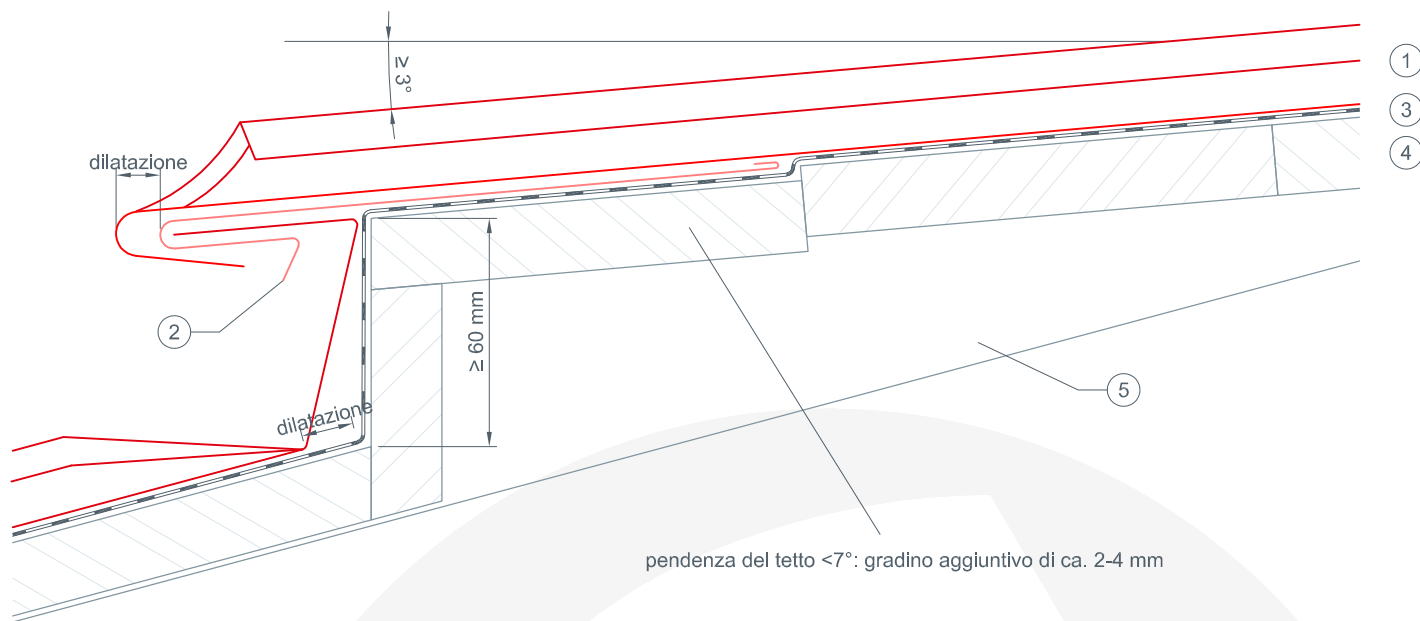 ≥ 3°
1
3
dilatazione
4
2
≥ 60 mm
5
dilatazione
pendenza del tetto <7°: gradino aggiuntivo di ca. 2-4 mm